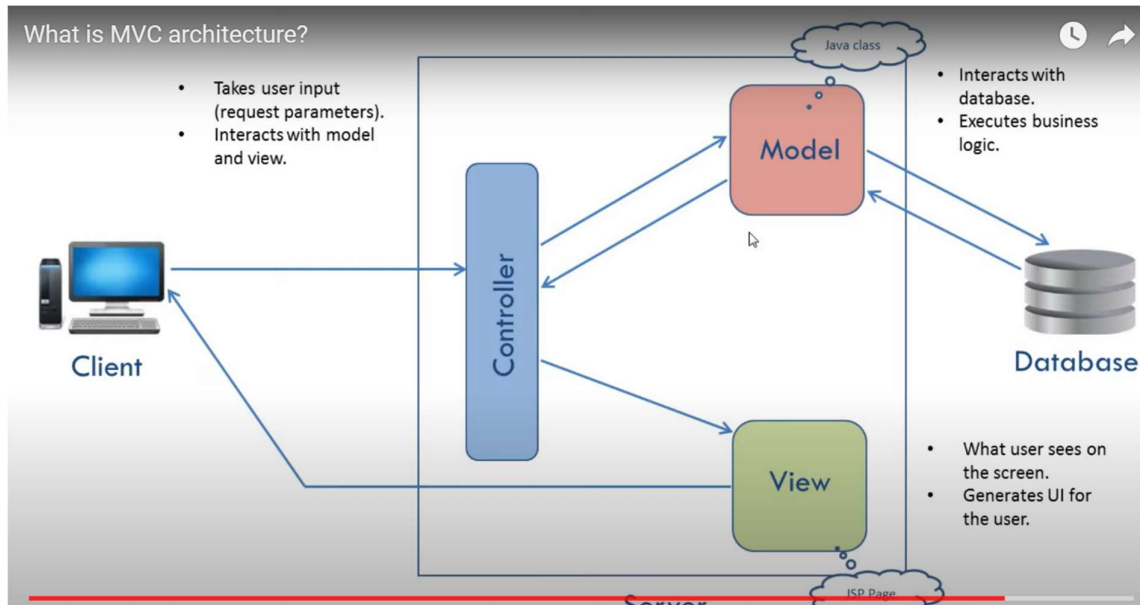 What is MVC architecture?
Java class
• Takes user input
(request parameters).
• Interacts with model
and view.
• Interacts with
database.
• Executes business
logic.
Model
Controller
Client
Database
View
• What user sees on
the screen.
• Generates UI for
the user.
JSP Page
Server